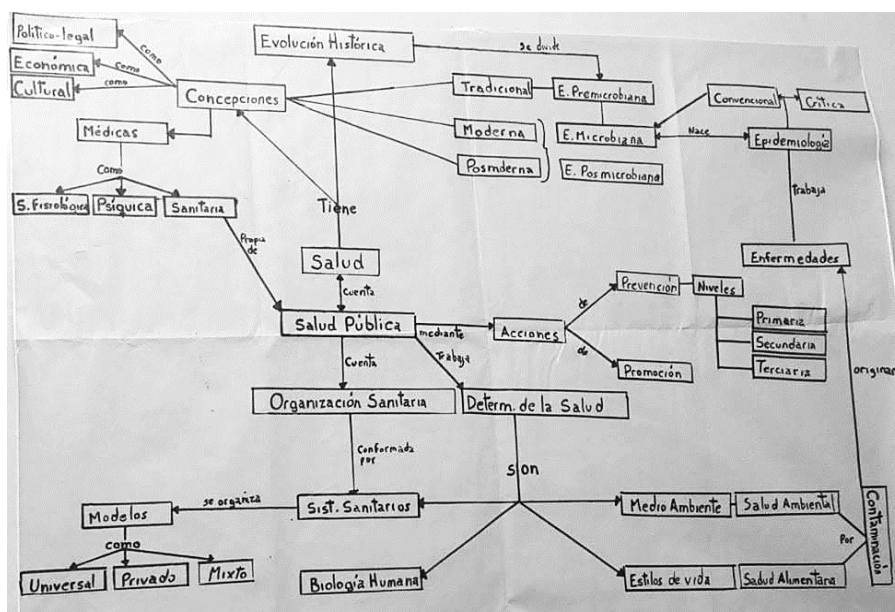 Político-legal
Económica
Cultural
como
como
como
Concepciones
Médicas
Como
S. Fisiológica
Psíquica
Sanitaria
Propia
de
Evolución Histórica
se divide
Tradicional
E. Premicrobiana
Moderna
E. Microbiana
Posmderna
E. Posmicrobiana
Convencional
Crítica
Nace
Epidemiología
trabaja
Enfermedades
Tiene
Salud
Cuenta
Salud Pública
mediante
Acciones
de
Prevención
Niveles
Primaria
Secundaria
Terciaria
de
Promoción
Cuenta
Trabaja
Organización Sanitaria
Determ. de la Salud
Conformada
por
son
originan
Modelos
se organiza
Sist. Sanitarios
como
Universal
Privado
Mixto
Biología Humana
Medio Ambiente
Salud Ambiental
Estilos de vida
Por
Contaminación